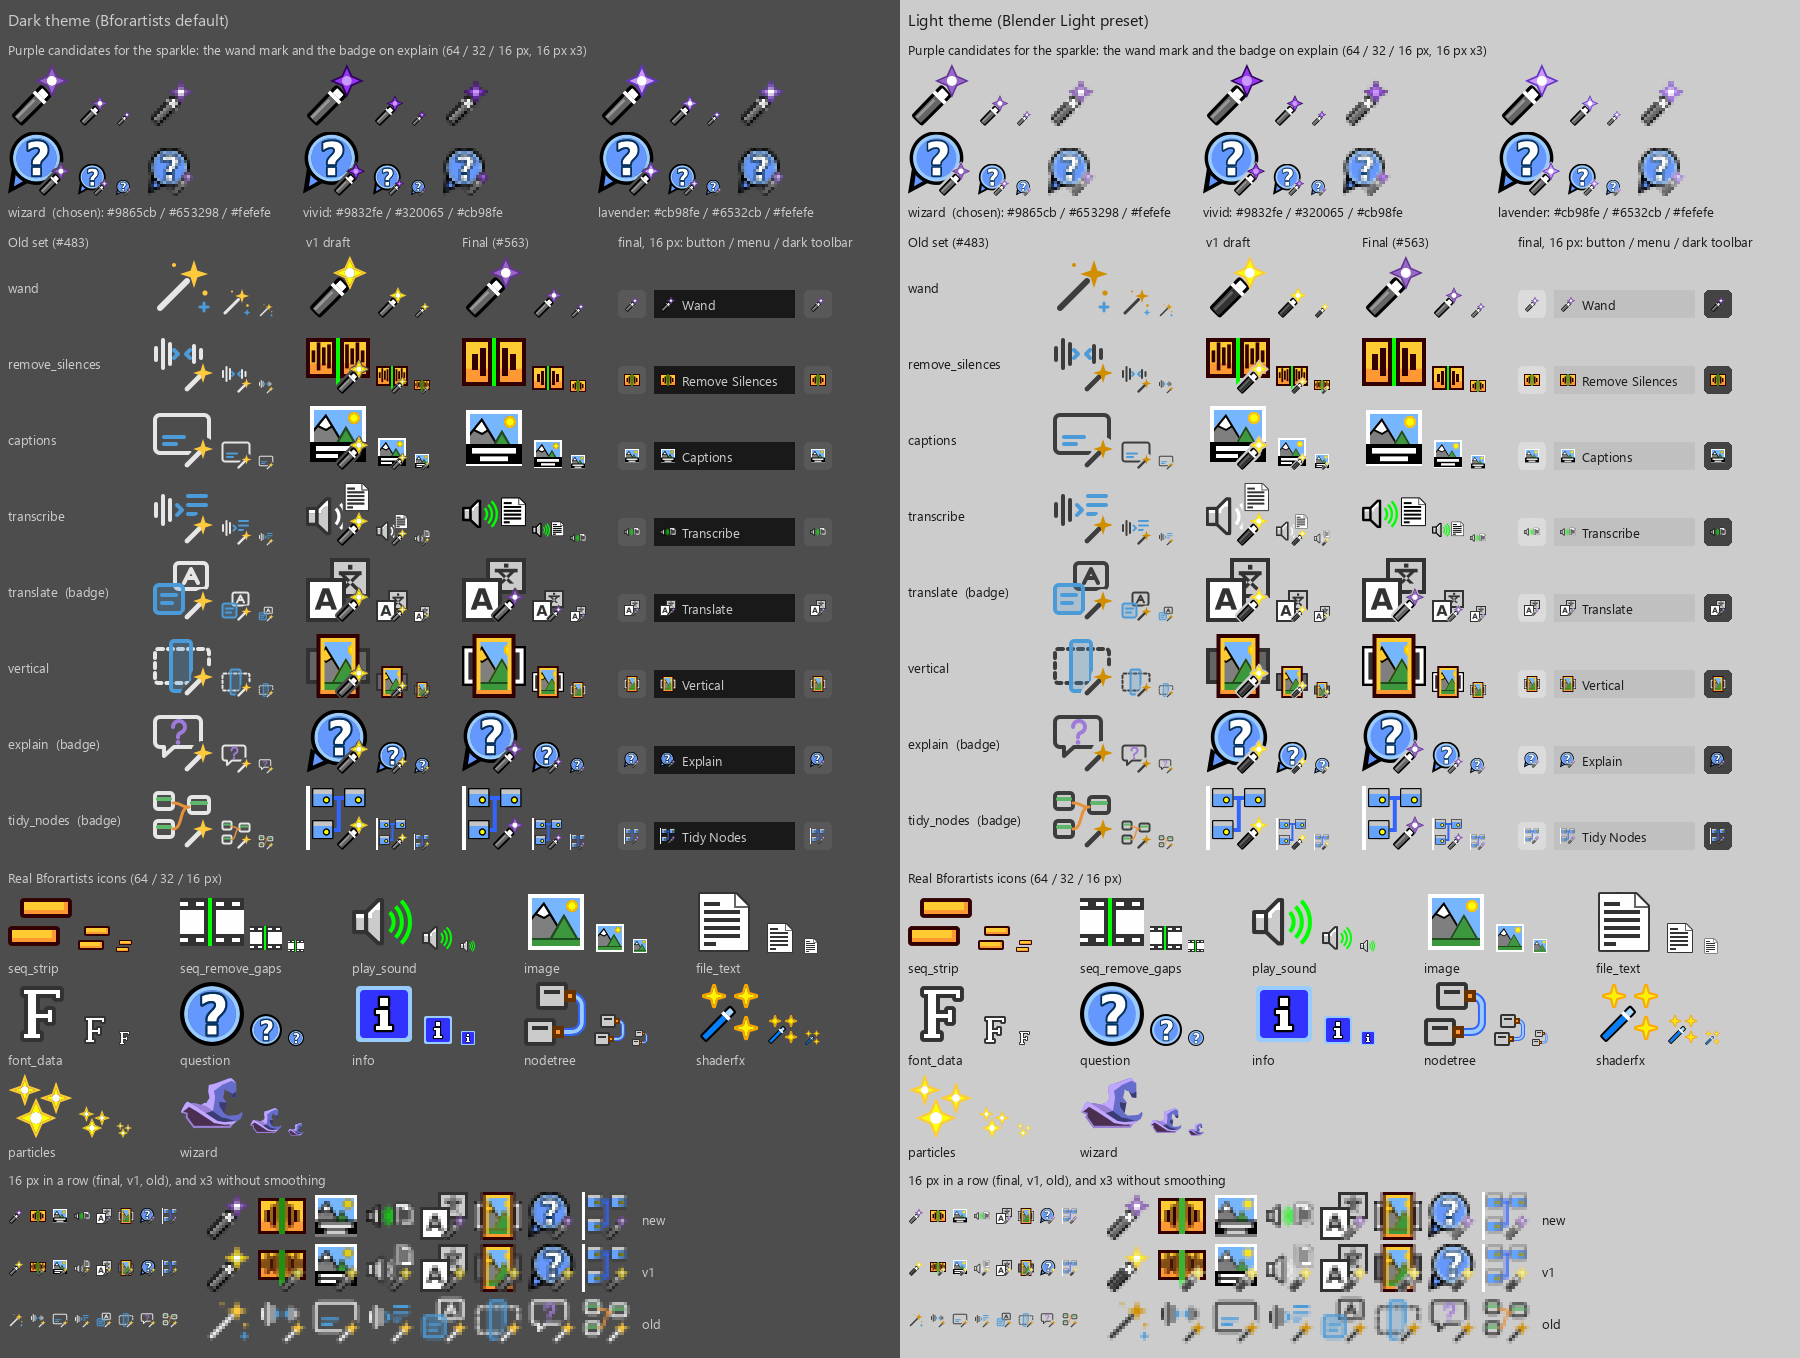 Dark theme (Bforartists default)
Purple candidates for the sparkle: the wand mark and the badge on explain (64 / 32 / 16 px, 16 px x3)
wizard (chosen): #9865cb / #653298 / #fefefe
vivid: #9832fe / #320065 / #cb98fe
lavender: #cb98fe / #6532cb / #fefefe
Old set (#483)
v1 draft
Final (#563)
final, 16 px: button / menu / dark toolbar
wand
Wand
remove_silences
Remove Silences
captions
Captions
transcribe
Transcribe
translate (badge)
Translate
vertical
Vertical
explain (badge)
Explain
tidy_nodes (badge)
Tidy Nodes
Real Bforartists icons (64 / 32 / 16 px)
seq_strip
seq_remove_gaps
play_sound
image
file_text
font_data
question
info
nodetree
shaderfx
particles
wizard
16 px in a row (final, v1, old), and x3 without smoothing
new
v1
old
Light theme (Blender Light preset)
Purple candidates for the sparkle: the wand mark and the badge on explain (64 / 32 / 16 px, 16 px x3)
wizard (chosen): #9865cb / #653298 / #fefefe
vivid: #9832fe / #320065 / #cb98fe
lavender: #cb98fe / #6532cb / #fefefe
Old set (#483)
v1 draft
Final (#563)
final, 16 px: button / menu / dark toolbar
wand
Wand
remove_silences
Remove Silences
captions
Captions
transcribe
Transcribe
translate (badge)
Translate
vertical
Vertical
explain (badge)
Explain
tidy_nodes (badge)
Tidy Nodes
Real Bforartists icons (64 / 32 / 16 px)
seq_strip
seq_remove_gaps
play_sound
image
file_text
font_data
question
info
nodetree
shaderfx
particles
wizard
16 px in a row (final, v1, old), and x3 without smoothing
new
v1
old